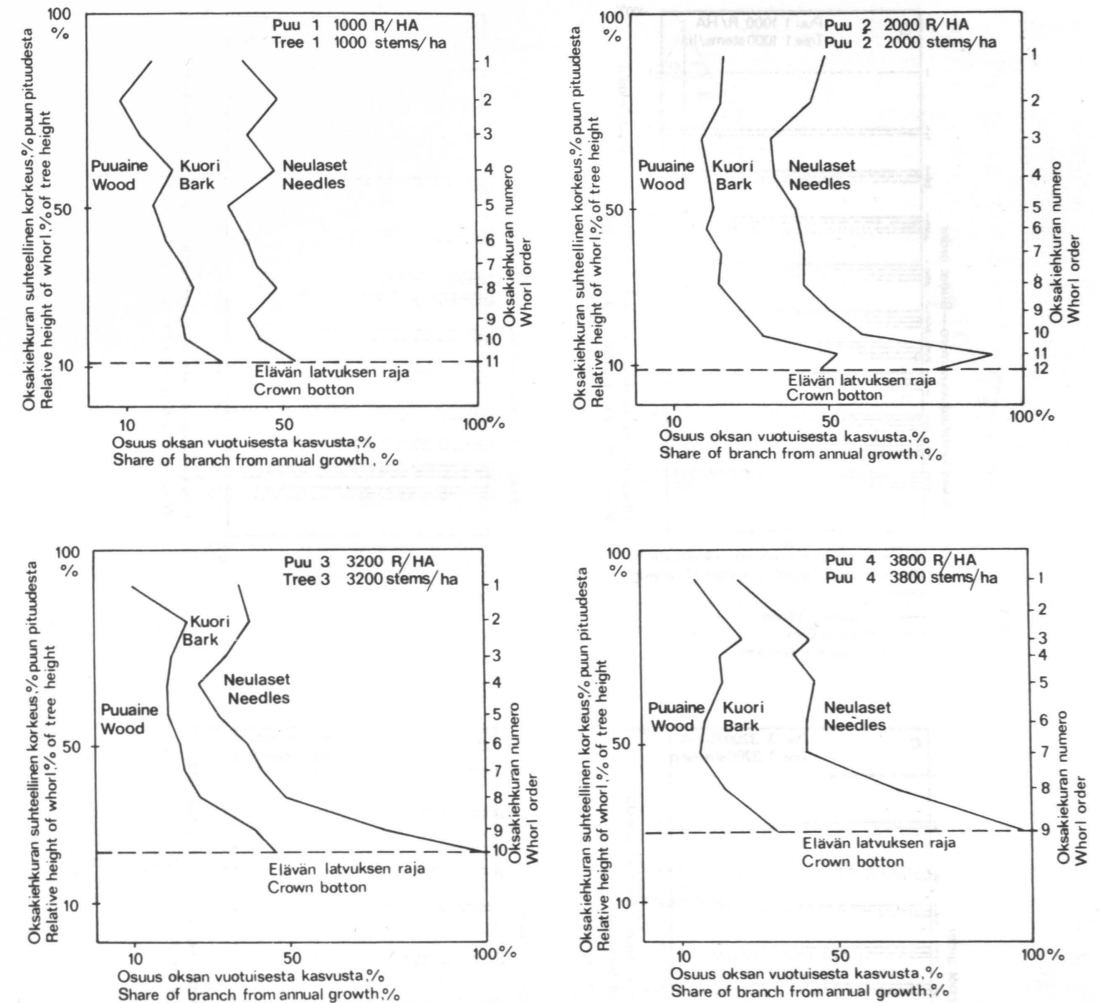 100
%
Puu 1 1000 R/HA
Tree 1 1000 stems/ha
1
2
3
4
5
6
7
8
9
10
11
Puuaine
Wood
Kuori
Bark
Neulaset
Needles
50
10
Elävän latvuksen raja
Crown botton
10
50
100%
Osuus oksan vuotuisesta kasvusta,%
Share of branch from annual growth, %
Oksakiehkuran suhteellinen korkeus,% puun pituudesta
Relative height of whorl,% of tree height
Oksakiehkuran numero
Whorl order
100
%
Puu 2 2000 R/HA
Puu 2 2000 stems/ha
1
2
3
4
5
6
7
8
9
10
11
12
Puuaine
Wood
Kuori
Bark
Neulaset
Needles
50
10
Elävän latvuksen raja
Crown botton
10
50
100%
Osuus oksan vuotuisesta kasvusta,%
Share of branch from annual growth,%
Oksakiehkuran suhteellinen korkeus,% puun pituudesta
Relative height of whorl,% of tree height
Oksakiehkuran numero
Whorl order
100
%
Puu 3 3200 R/HA
Tree 3 3200 stems/ha
1
2
3
4
5
6
7
8
9
10
Kuori
Bark
Neulaset
Needles
Puuaine
Wood
50
10
Elävän latvuksen raja
Crown botton
10
50
100%
Osuus oksan vuotuisesta kasvusta,%
Share of branch from annual growth,%
Oksakiehkuran suhteellinen korkeus,% puun pituudesta
Relative height of whorl,% of tree height
Oksakiehkuran numero
Whorl order
100
%
Puu 4 3800 R/HA
Puu 4 3800 stems/ha
1
2
3
4
5
6
7
8
9
Puuaine
Wood
Kuori
Bark
Neulaset
Needles
50
10
Elävän latvuksen raja
Crown botton
10
50
100%
Osuus oksan vuotuisesta kasvusta,%
Share of branch from annual growth,%
Oksakiehkuran suhteellinen korkeus% puun pituudesta
Relative height of whorl,% of tree height
Oksakiekuran numero
Whorl order